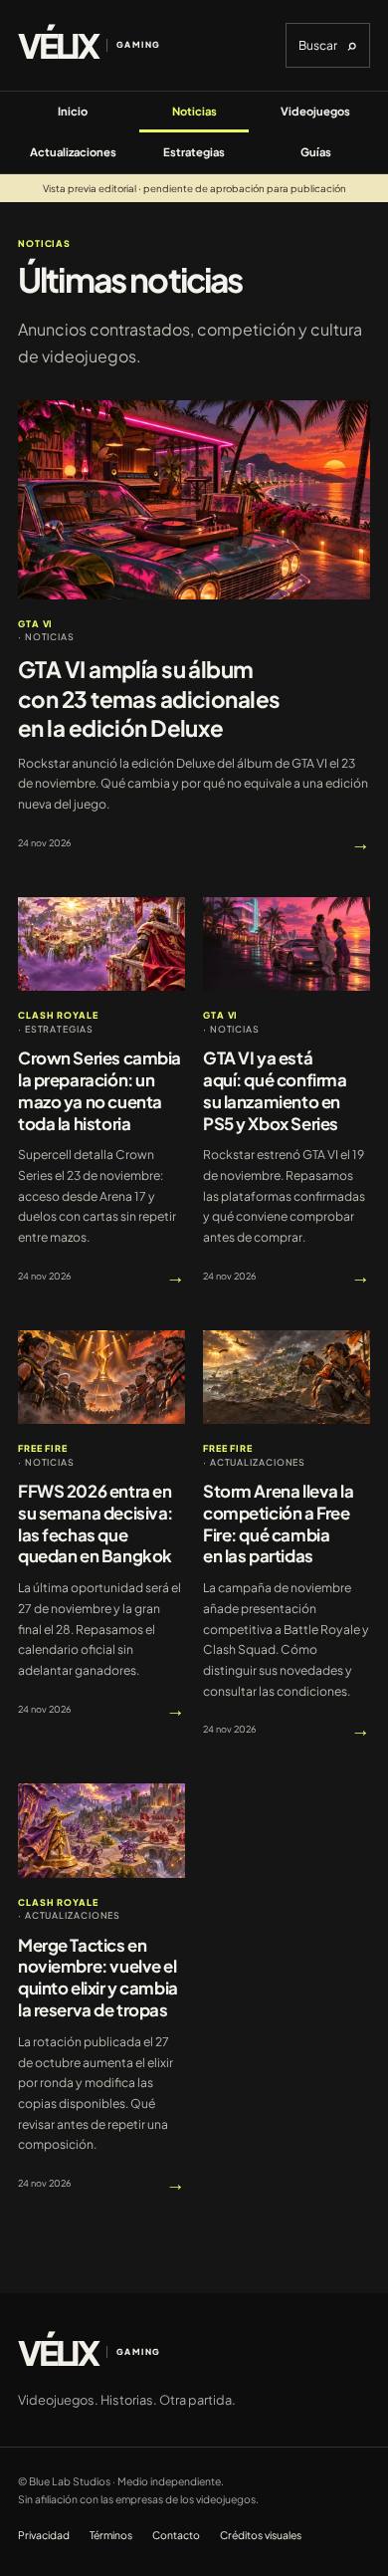 VÉLIX GAMING
Buscar
Inicio Noticias Videojuegos
Actualizaciones Estrategias Guías
Vista previa editorial · pendiente de aprobación para publicación
NOTICIAS
Últimas noticias
Anuncios contrastados, competición y cultura
de videojuegos.
GTA VI
· NOTICIAS
GTA VI amplía su álbum
con 23 temas adicionales
en la edición Deluxe
Rockstar anunció la edición Deluxe del álbum de GTA VI el 23
de noviembre. Qué cambia y por qué no equivale a una edición
nueva del juego.
24 nov 2026 →
CLASH ROYALE
· ESTRATEGIAS
Crown Series cambia
la preparación: un
mazo ya no cuenta
toda la historia
Supercell detalla Crown
Series el 23 de noviembre:
acceso desde Arena 17 y
duelos con cartas sin repetir
entre mazos.
24 nov 2026 →
GTA VI
· NOTICIAS
GTA VI ya está
aquí: qué confirma
su lanzamiento en
PS5 y Xbox Series
Rockstar estrenó GTA VI el 19
de noviembre. Repasamos
las plataformas confirmadas
y qué conviene comprobar
antes de comprar.
24 nov 2026 →
FREE FIRE
· NOTICIAS
FFWS 2026 entra en
su semana decisiva:
las fechas que
quedan en Bangkok
La última oportunidad será el
27 de noviembre y la gran
final el 28. Repasamos el
calendario oficial sin
adelantar ganadores.
24 nov 2026 →
FREE FIRE
· ACTUALIZACIONES
Storm Arena lleva la
competición a Free
Fire: qué cambia
en las partidas
La campaña de noviembre
añade presentación
competitiva a Battle Royale y
Clash Squad. Cómo
distinguir sus novedades y
consultar las condiciones.
24 nov 2026 →
CLASH ROYALE
· ACTUALIZACIONES
Merge Tactics en
noviembre: vuelve el
quinto elixir y cambia
la reserva de tropas
La rotación publicada el 27
de octubre aumenta el elixir
por ronda y modifica las
copias disponibles. Qué
revisar antes de repetir una
composición.
24 nov 2026 →
VÉLIX GAMING
Videojuegos. Historias. Otra partida.
© Blue Lab Studios · Medio independiente.
Sin afiliación con las empresas de los videojuegos.
Privacidad Términos Contacto Créditos visuales